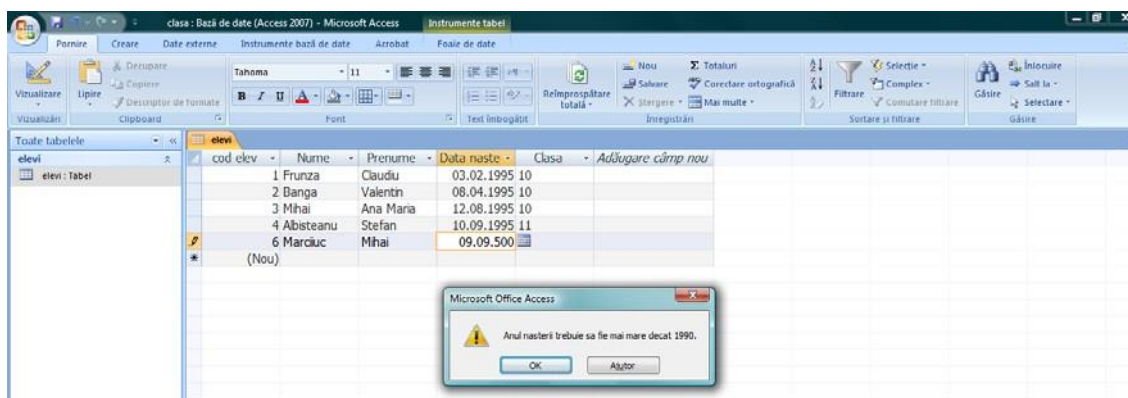 clasa : Bază de date (Access 2007) - Microsoft Access Instrumente tabel
Pornire Creare Date externe Instrumente bază de date Acrobat Foaie de date
Vizualizare
Vizualizări
Lipire
Decupare
Copiere
Descriptor de formate
Clipboard
Tahoma 11
B I U A
Font
Text îmbogățit
Reîmprospătare totală
Nou Totaluri
Salvare Corectare ortografică
Ștergere Mai multe
Înregistrări
Filtrare
Selecție
Complex
Comutare filtrare
Sortare și filtrare
Găsire
Înlocuire
Salt la
Selectare
Găsire
Toate tabelele
elevi
elevi : Tabel
elevi
cod elev Nume Prenume Data naste Clasa Adăugare câmp nou
1 Frunza Claudiu 03.02.1995 10
2 Banga Valentin 08.04.1995 10
3 Mihai Ana Maria 12.08.1995 10
4 Albisteanu Stefan 10.09.1995 11
6 Marciuc Mihai 09.09.500
(Nou)
Microsoft Office Access
Anul nasterii trebuie sa fie mai mare decat 1990.
OK Ajutor